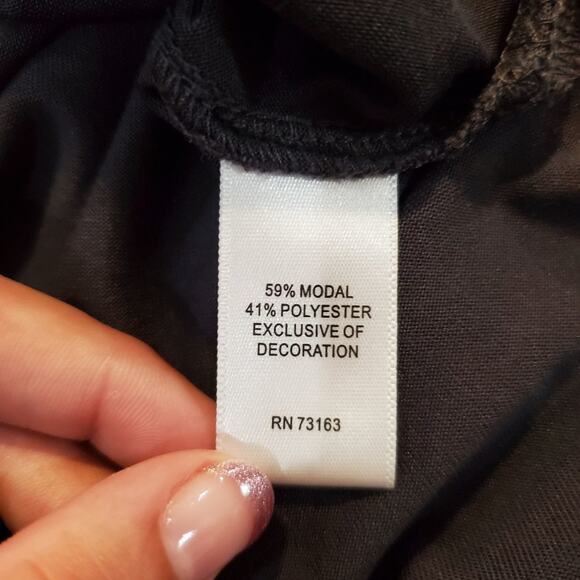 59% MODAL
41% POLYESTER
EXCLUSIVE OF
DECORATION
RN 73163